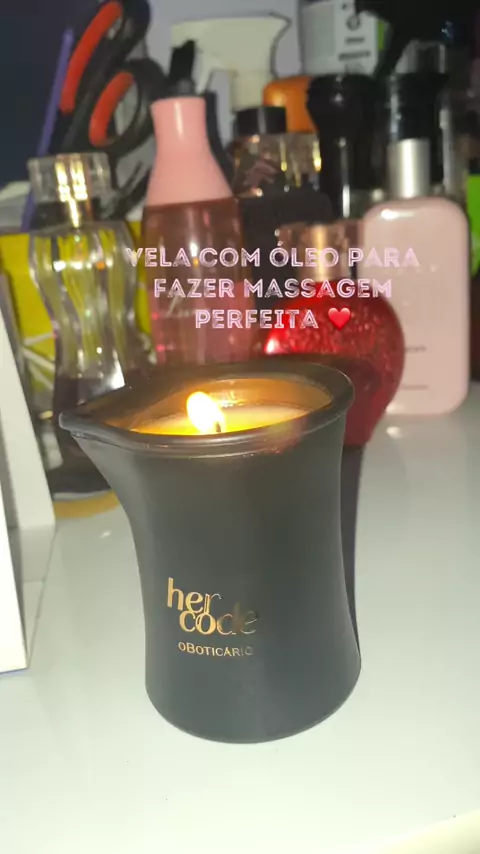 VELA COM ÓLEO PARA
FAZER MASSAGEM
PERFEITA ❤️
her
code
oBOTICÁRIO